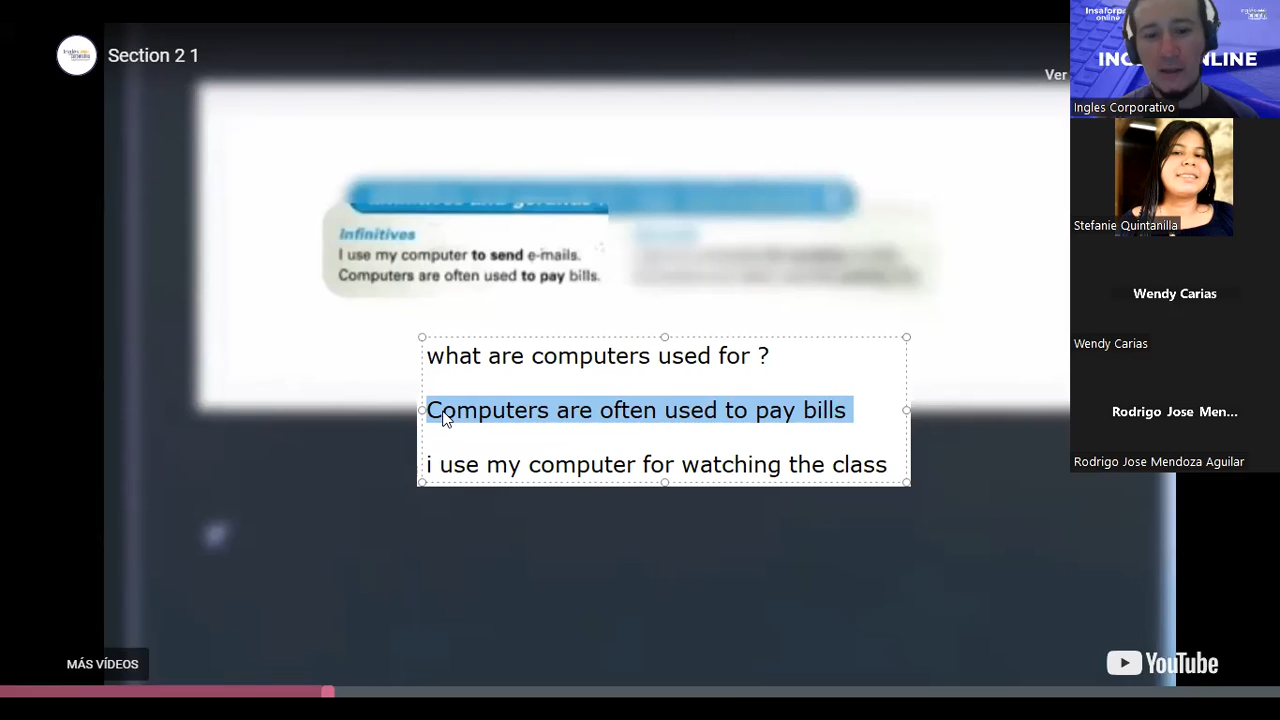 Section 2 1
Ver
Infinitives
I use my computer to send e-mails.
Computers are often used to pay bills.
what are computers used for ?
Computers are often used to pay bills
i use my computer for watching the class
MÁS VÍDEOS
YouTube
Insaforp
online
Ingles Corporativo
Stefanie Quintanilla
Wendy Carias
Wendy Carias
Rodrigo Jose Men...
Rodrigo Jose Mendoza Aguilar